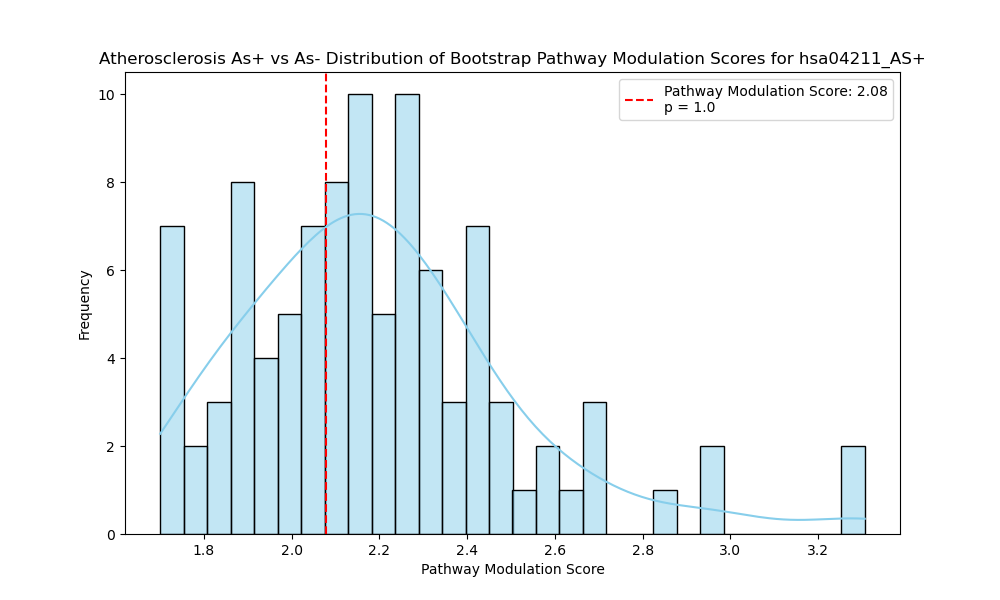 Atherosclerosis As+ vs As- Distribution of Bootstrap Pathway Modulation Scores for hsa04211_AS+
Pathway Modulation Score: 2.08
p = 1.0
10
8
6
4
2
0
Frequency
1.8 2.0 2.2 2.4 2.6 2.8 3.0 3.2
Pathway Modulation Score